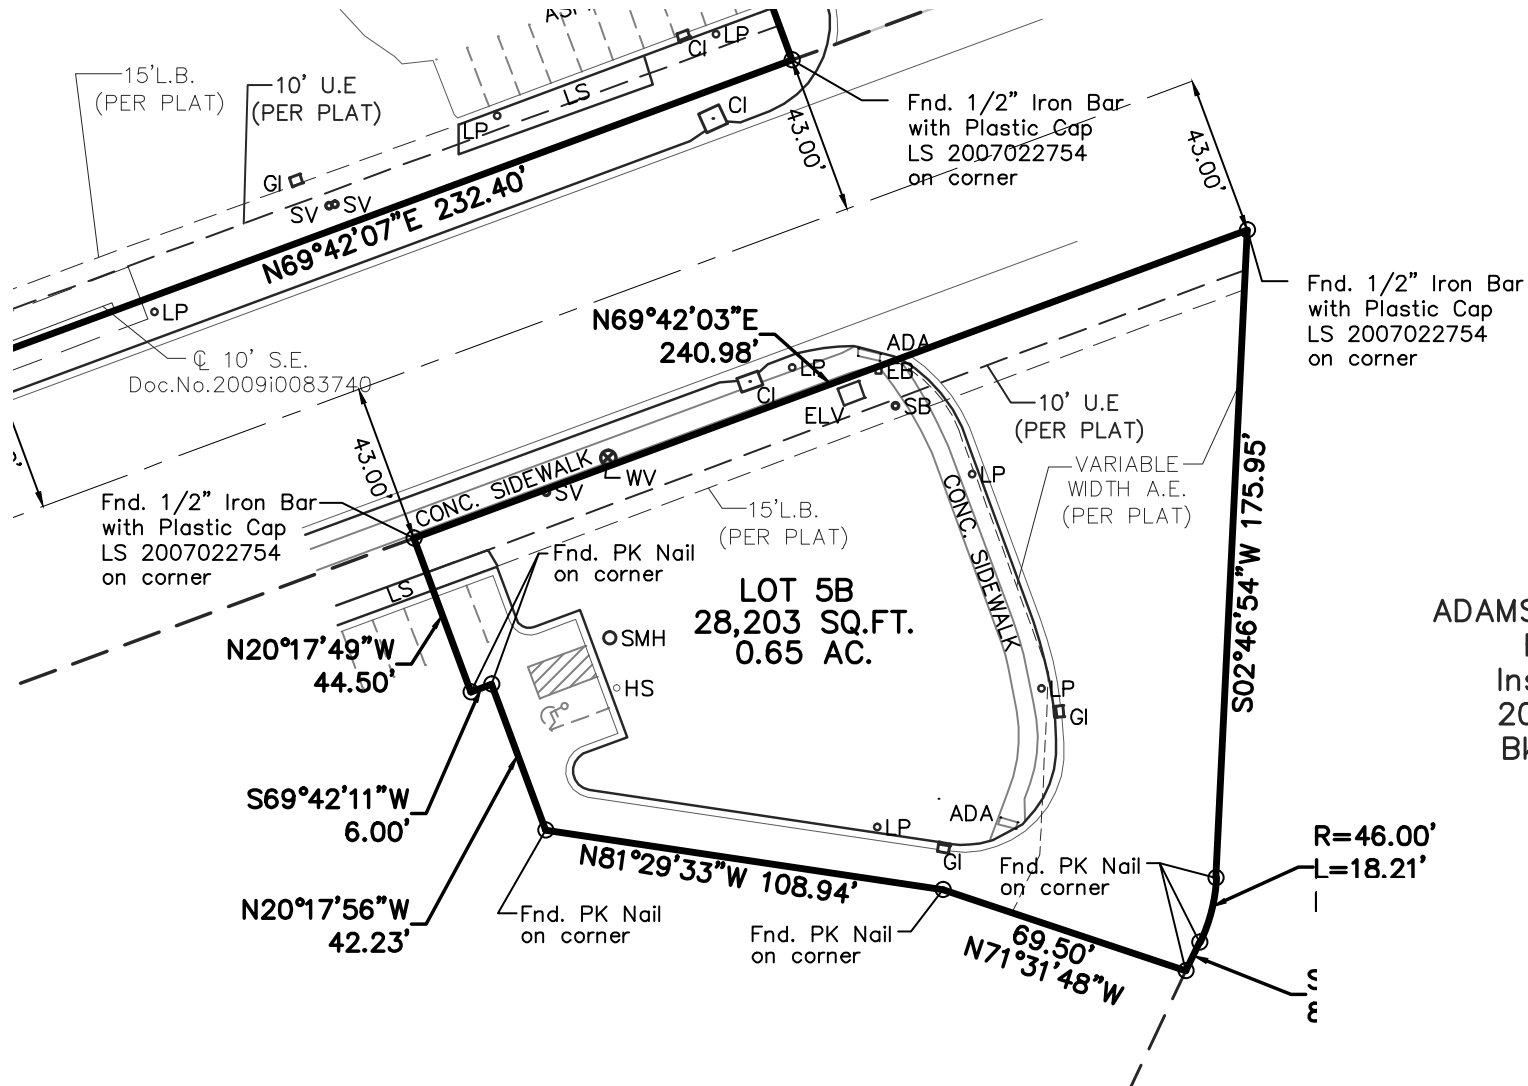 15'L.B.
(PER PLAT)
10' U.E
(PER PLAT)
CI
LP
LS
LP
CI
GI
SV
SV
N69°42'07"E 232.40'
LP
℄ 10' S.E.
Doc.No.2009i0083740
43.00'
Fnd. 1/2" Iron Bar
with Plastic Cap
LS 2007022754
on corner
43.00'
Fnd. 1/2" Iron Bar
with Plastic Cap
LS 2007022754
on corner
N69°42'03"E
240.98'
LP
CI
ADA
EB
ELV
SB
10' U.E
(PER PLAT)
43.00'
CONC. SIDEWALK
WV
SV
15'L.B.
(PER PLAT)
LP
VARIABLE
WIDTH A.E.
(PER PLAT)
CONC. SIDEWALK
S02°46'54"W 175.95'
Fnd. 1/2" Iron Bar
with Plastic Cap
LS 2007022754
on corner
Fnd. PK Nail
on corner
LS
LOT 5B
28,203 SQ.FT.
0.65 AC.
SMH
HS
N20°17'49"W
44.50'
LP
GI
ADAMS
Ins
20
S69°42'11"W
6.00'
ADA
LP
GI
R=46.00'
L=18.21'
N81°29'33"W 108.94'
Fnd. PK Nail
on corner
N20°17'56"W
42.23'
Fnd. PK Nail
on corner
Fnd. PK Nail
on corner
69.50'
N71°31'48"W